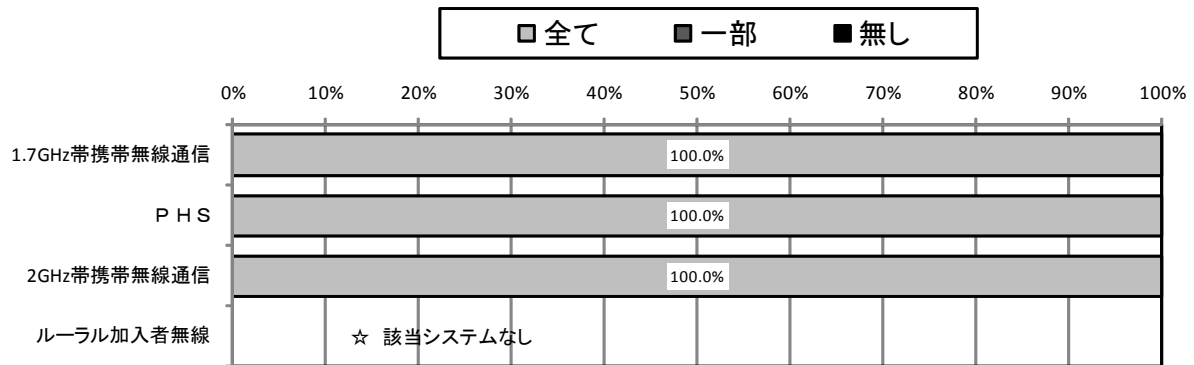 全て 一部 無し
0% 10% 20% 30% 40% 50% 60% 70% 80% 90% 100%
1.7GHz帯携帯無線通信 100.0%
ＰＨＳ 100.0%
2GHz帯携帯無線通信 100.0%
ルーラル加入者無線 ☆ 該当システムなし